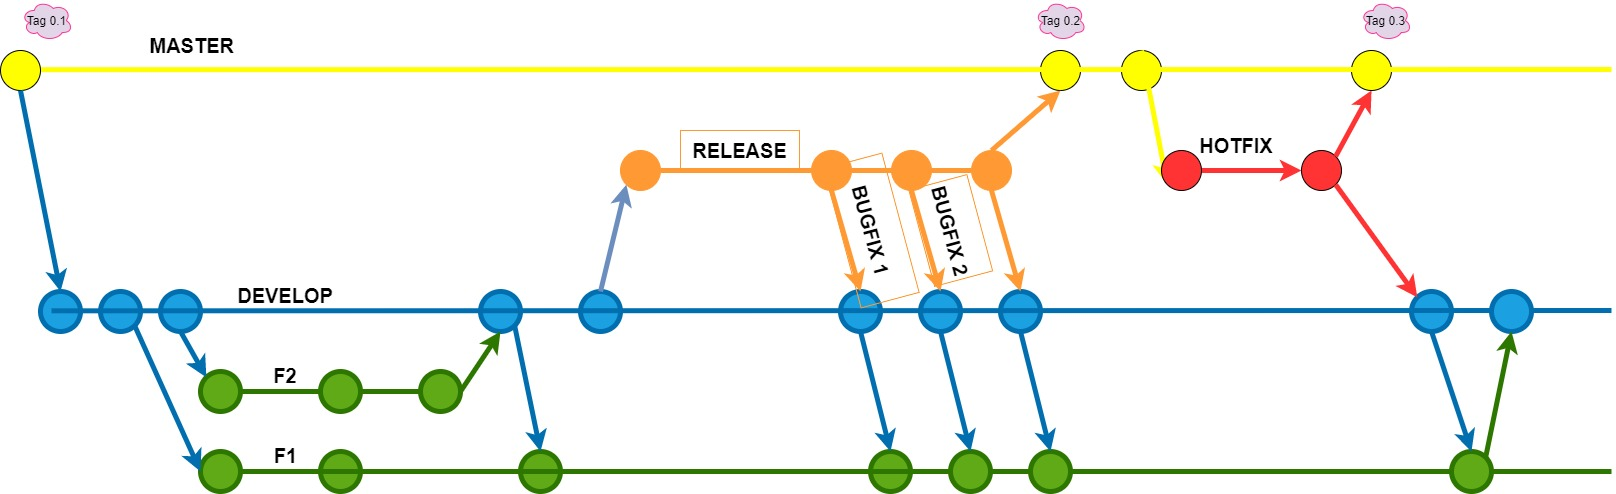 Tag 0.1
Tag 0.2
Tag 0.3
MASTER
RELEASE
HOTFIX
BUGFIX 1
BUGFIX 2
DEVELOP
F2
F1